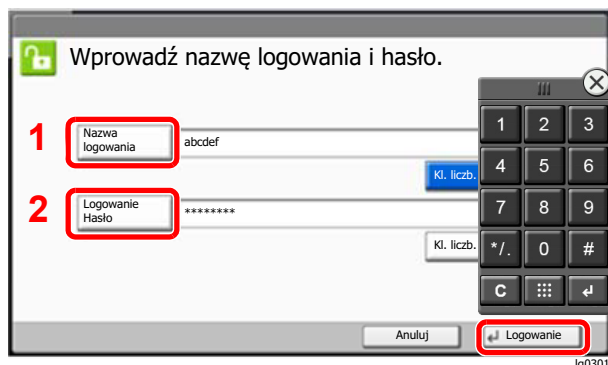 Wprowadź nazwę logowania i hasło.
1
Nazwa
logowania
abcdef
Kl. liczb.
2
Logowanie
Hasło
********
Kl. liczb.
1 2 3
4 5 6
7 8 9
*/. 0 #
C
Anuluj
Logowanie